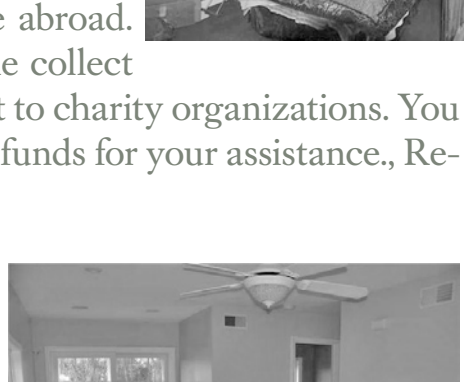 abroad.
collect
to charity organizations. You
funds for your assistance., Re-